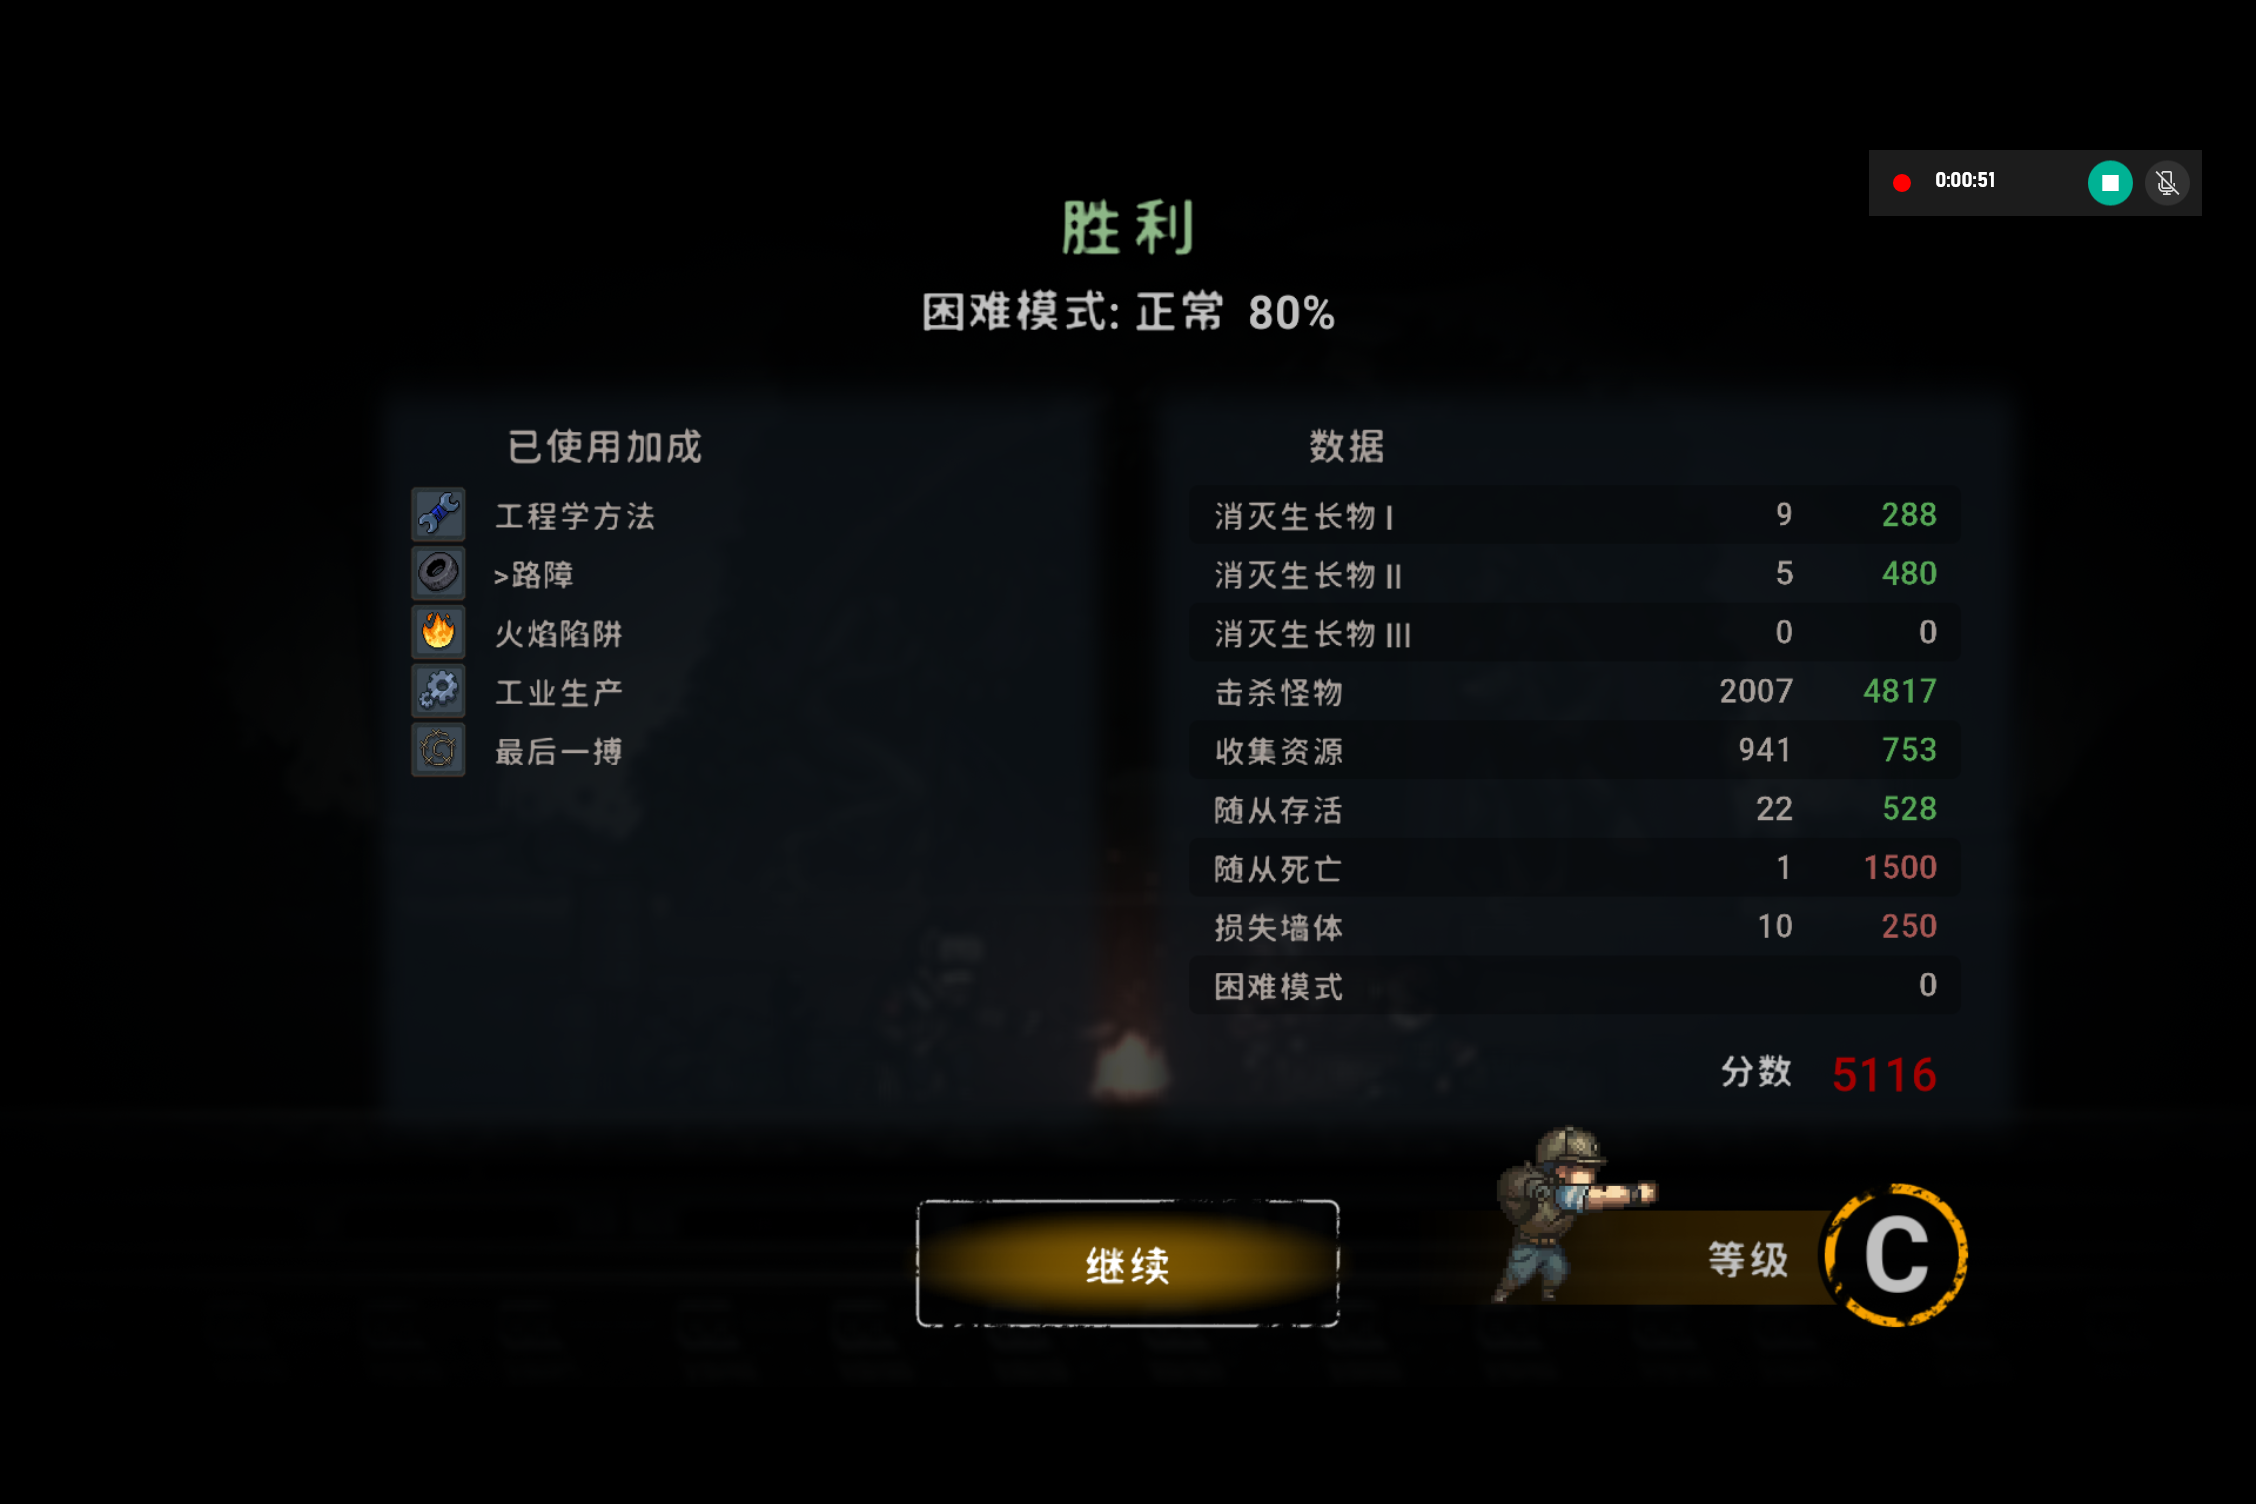 0:00:51
胜利
困难模式: 正常 80%
已使用加成
工程学方法
>路障
火焰陷阱
工业生产
最后一搏
数据
消灭生长物 I 9 288
消灭生长物 II 5 480
消灭生长物 III 0 0
击杀怪物 2007 4817
收集资源 941 753
随从存活 22 528
随从死亡 1 1500
损失墙体 10 250
困难模式 0
分数 5116
继续
等级 C